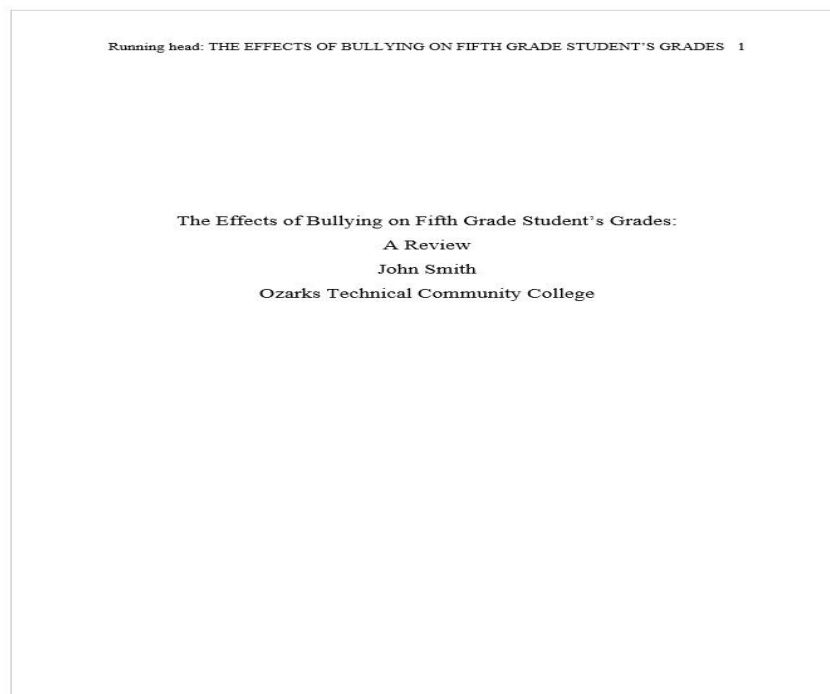 Running head: THE EFFECTS OF BULLYING ON FIFTH GRADE STUDENT'S GRADES 1
The Effects of Bullying on Fifth Grade Student's Grades:
A Review
John Smith
Ozarks Technical Community College